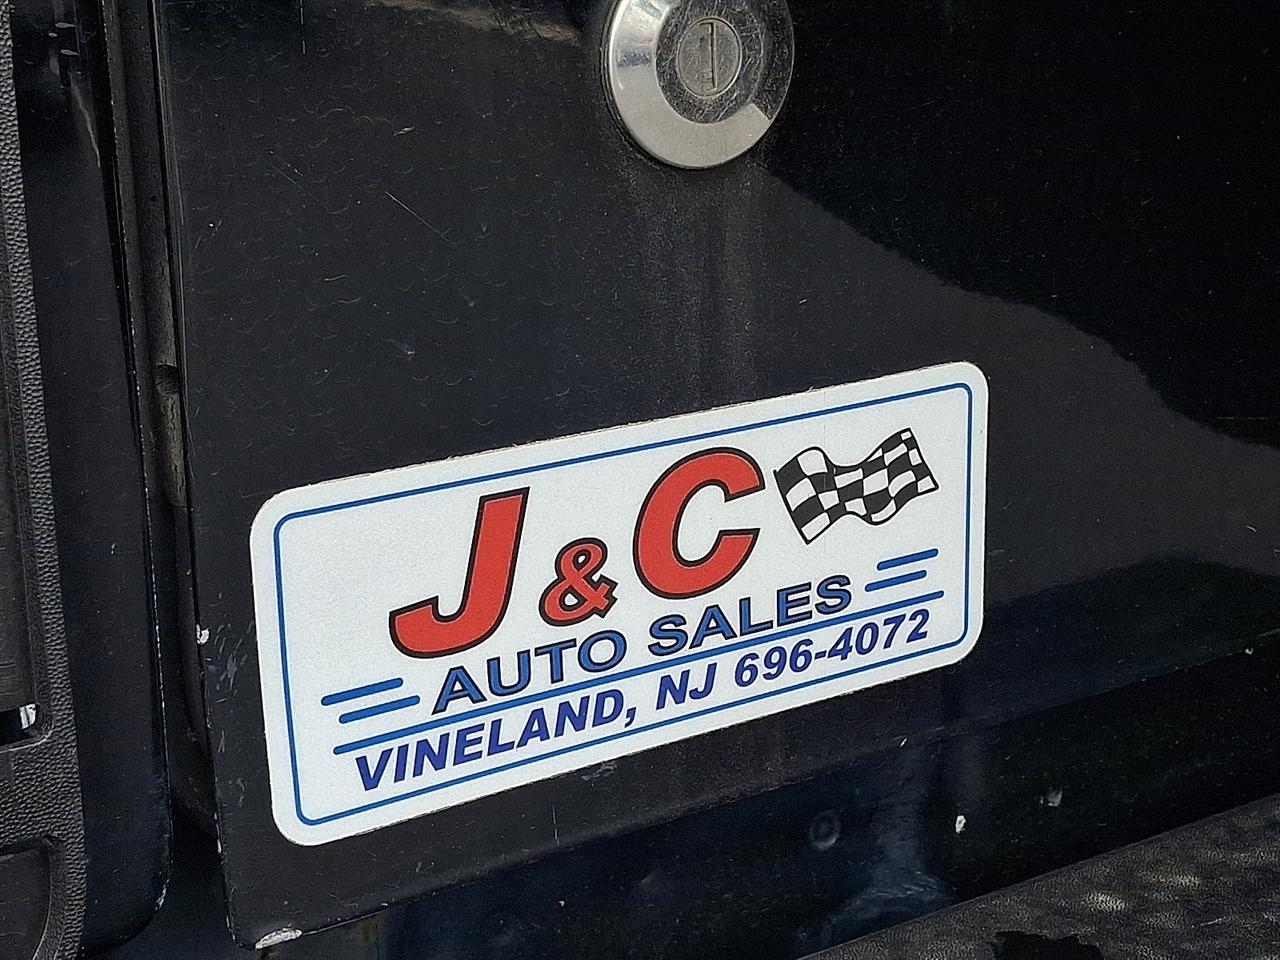 J & C
AUTO SALES
VINELAND, NJ 696-4072